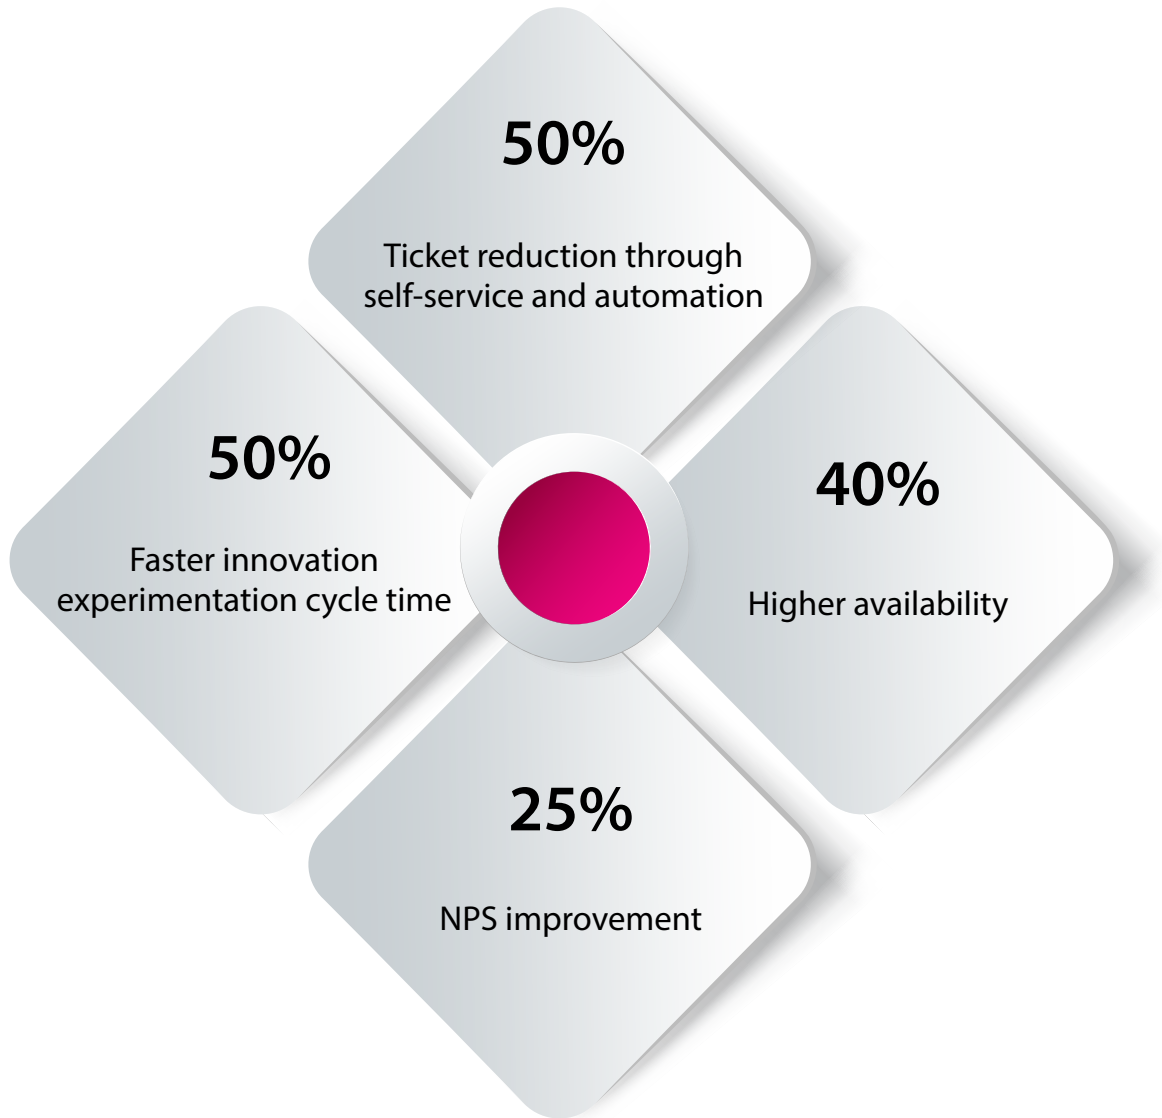 50%
Ticket reduction through
self-service and automation
50%
Faster innovation
experimentation cycle time
40%
Higher availability
25%
NPS improvement